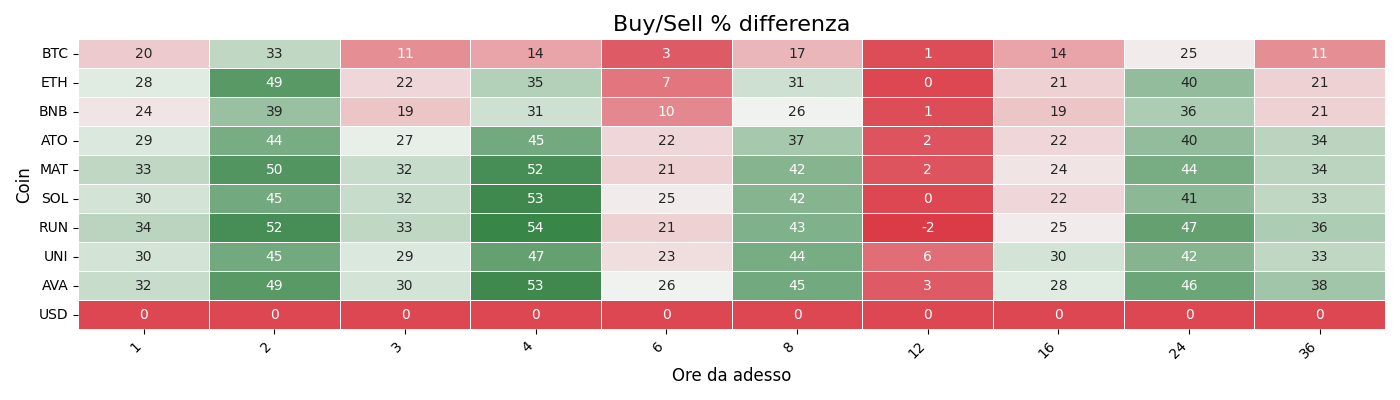 Buy/Sell % differenza
Coin
BTC 20 33 11 14 3 17 1 14 25 11
ETH 28 49 22 35 7 31 0 21 40 21
BNB 24 39 19 31 10 26 1 19 36 21
ATO 29 44 27 45 22 37 2 22 40 34
MAT 33 50 32 52 21 42 2 24 44 34
SOL 30 45 32 53 25 42 0 22 41 33
RUN 34 52 33 54 21 43 -2 25 47 36
UNI 30 45 29 47 23 44 6 30 42 33
AVA 32 49 30 53 26 45 3 28 46 38
USD 0 0 0 0 0 0 0 0 0 0
1 2 3 4 6 8 12 16 24 36
Ore da adesso